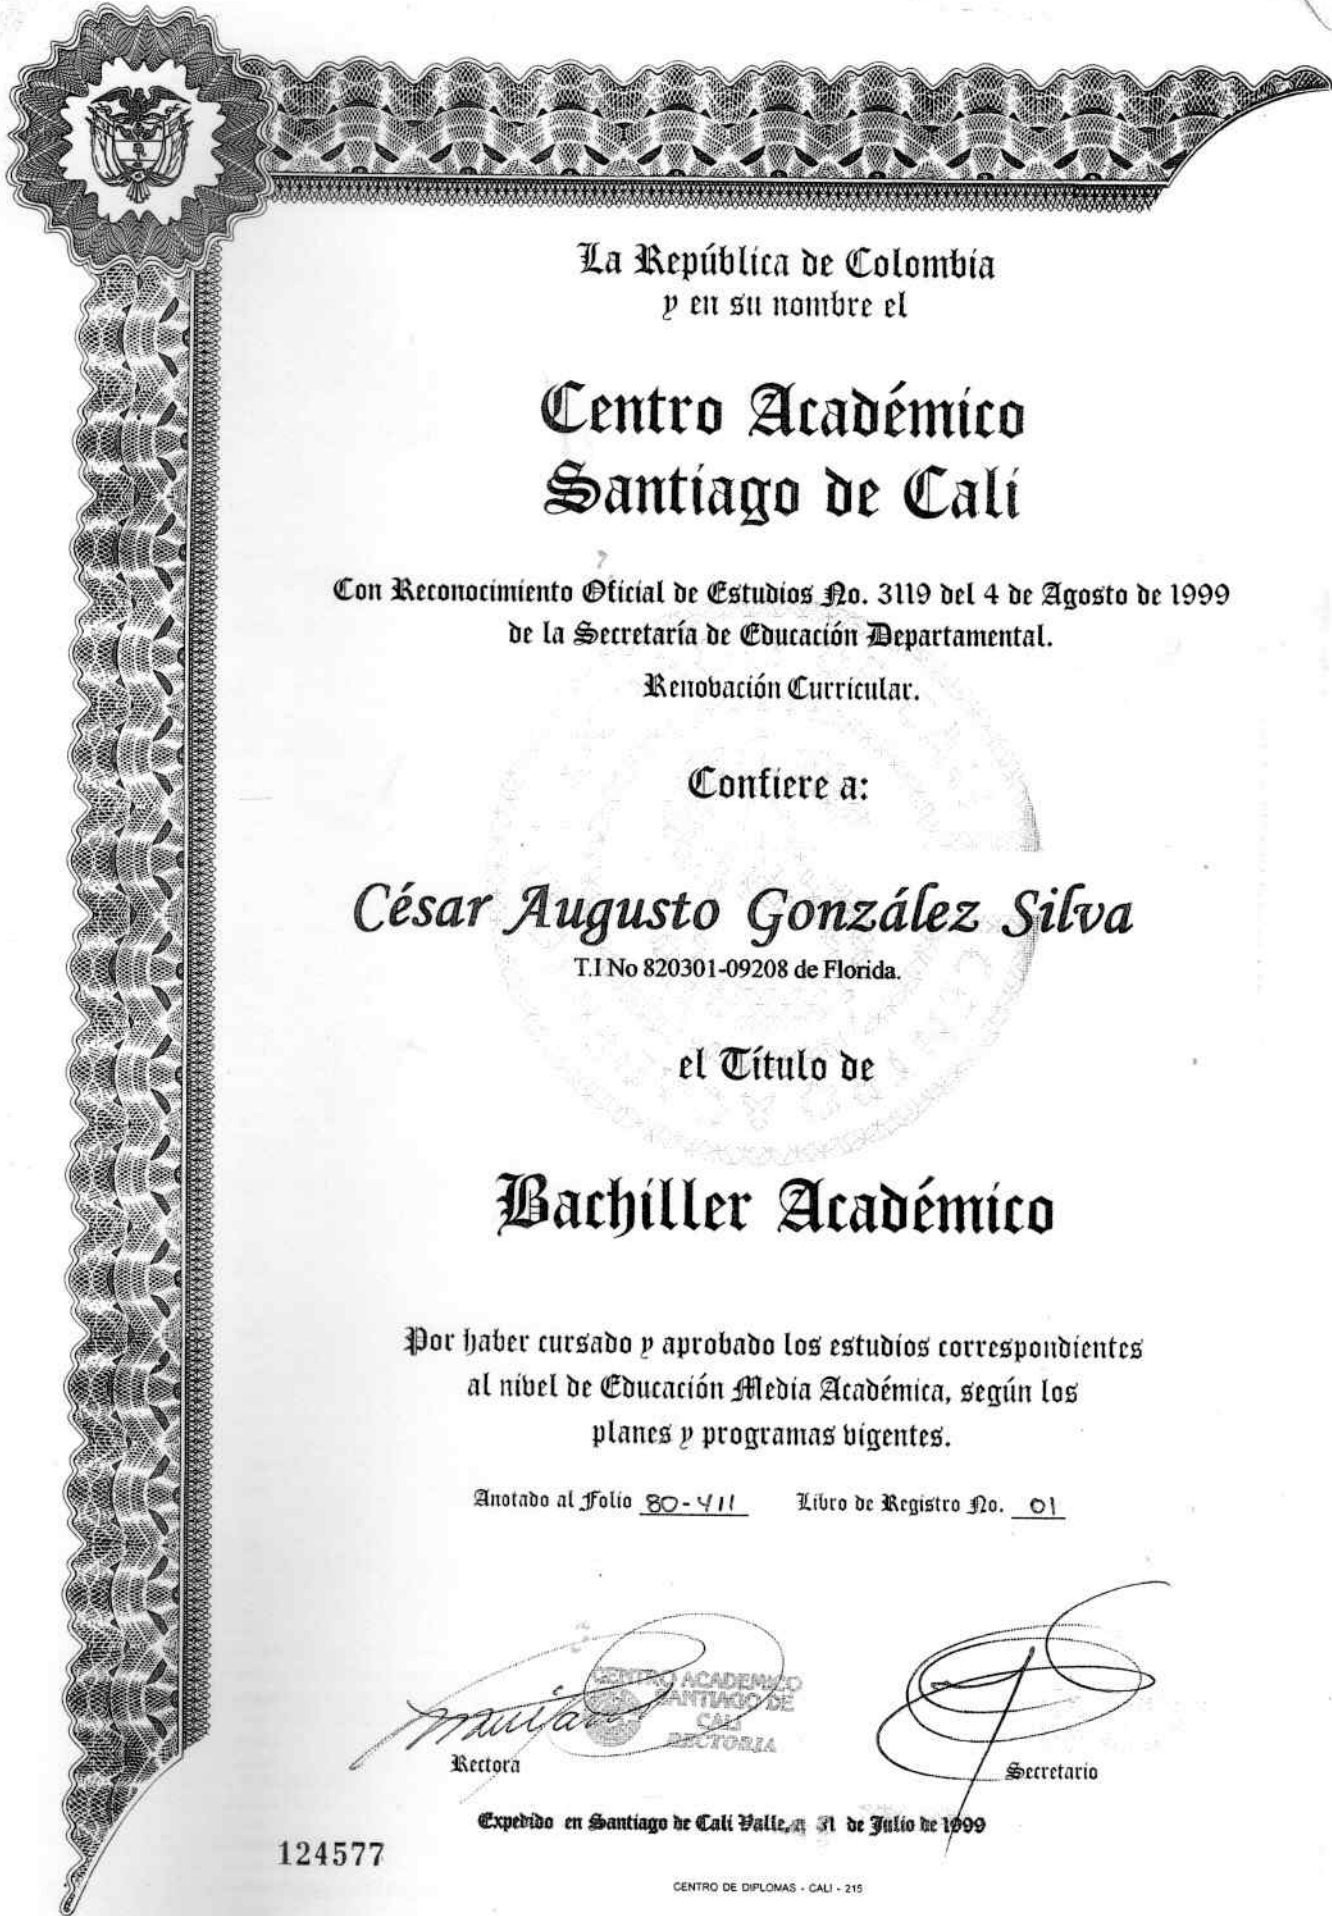 La República de Colombia
y en su nombre el
Centro Académico
Santiago de Cali
Con Reconocimiento Oficial de Estudios No. 3119 del 4 de Agosto de 1999
de la Secretaría de Educación Departamental.
Renovación Curricular.
Confiere a:
César Augusto González Silva
T.I No 820301-09208 de Florida.
el Título de
Bachiller Académico
Por haber cursado y aprobado los estudios correspondientes
al nivel de Educación Media Académica, según los
planes y programas vigentes.
Anotado al Folio 80-411 Libro de Registro No. 01
CENTRO ACADEMICO
SANTIAGO DE
CALI
RECTORIA
Rectora
Secretario
Expedido en Santiago de Cali Valle, a 31 de Julio de 1999
124577
CENTRO DE DIPLOMAS - CALI - 215